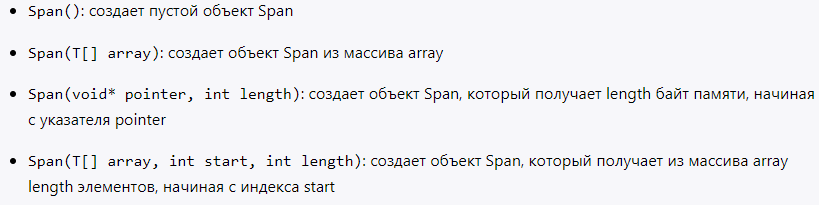 • Span(): создает пустой объект Span
• Span(T[] array): создает объект Span из массива array
• Span(void* pointer, int length): создает объект Span, который получает length байт памяти, начиная
с указателя pointer
• Span(T[] array, int start, int length): создает объект Span, который получает из массива array
length элементов, начиная с индекса start